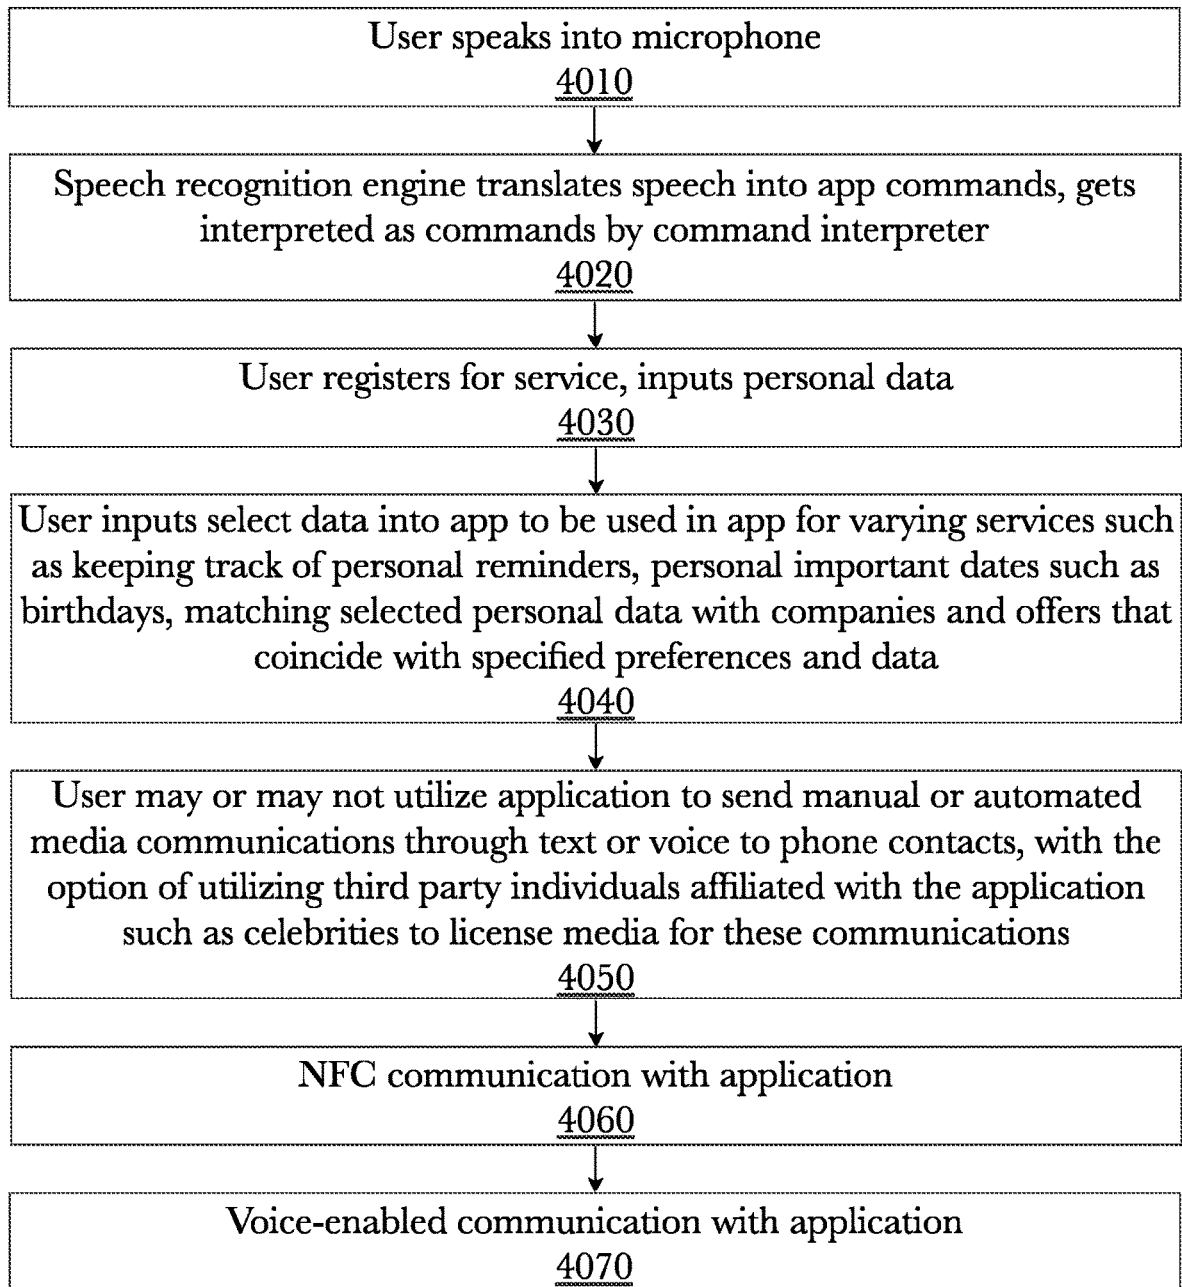 User speaks into microphone
4010
Speech recognition engine translates speech into app commands, gets
interpreted as commands by command interpreter
4020
User registers for service, inputs personal data
4030
User inputs select data into app to be used in app for varying services such
as keeping track of personal reminders, personal important dates such as
birthdays, matching selected personal data with companies and offers that
coincide with specified preferences and data
4040
User may or may not utilize application to send manual or automated
media communications through text or voice to phone contacts, with the
option of utilizing third party individuals affiliated with the application
such as celebrities to license media for these communications
4050
NFC communication with application
4060
Voice-enabled communication with application
4070